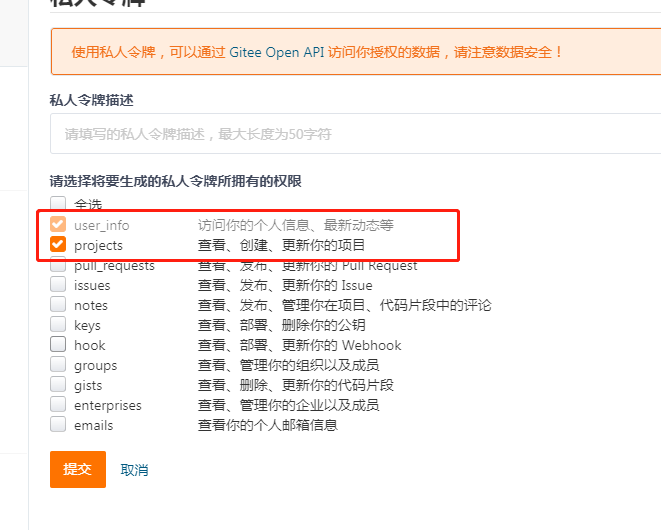 私人令牌
使用私人令牌，可以通过 Gitee Open API 访问你授权的数据，请注意数据安全！
私人令牌描述
请填写的私人令牌描述，最大长度为50字符
请选择将要生成的私人令牌所拥有的权限
全选
user_info 访问你的个人信息、最新动态等
projects 查看、创建、更新你的项目
pull_requests 查看、发布、更新你的 Pull Request
issues 查看、发布、更新你的 Issue
notes 查看、发布、管理你在项目、代码片段中的评论
keys 查看、部署、删除你的公钥
hook 查看、部署、更新你的 Webhook
groups 查看、管理你的组织以及成员
gists 查看、删除、更新你的代码片段
enterprises 查看、管理你的企业以及成员
emails 查看你的个人邮箱信息
提交 取消